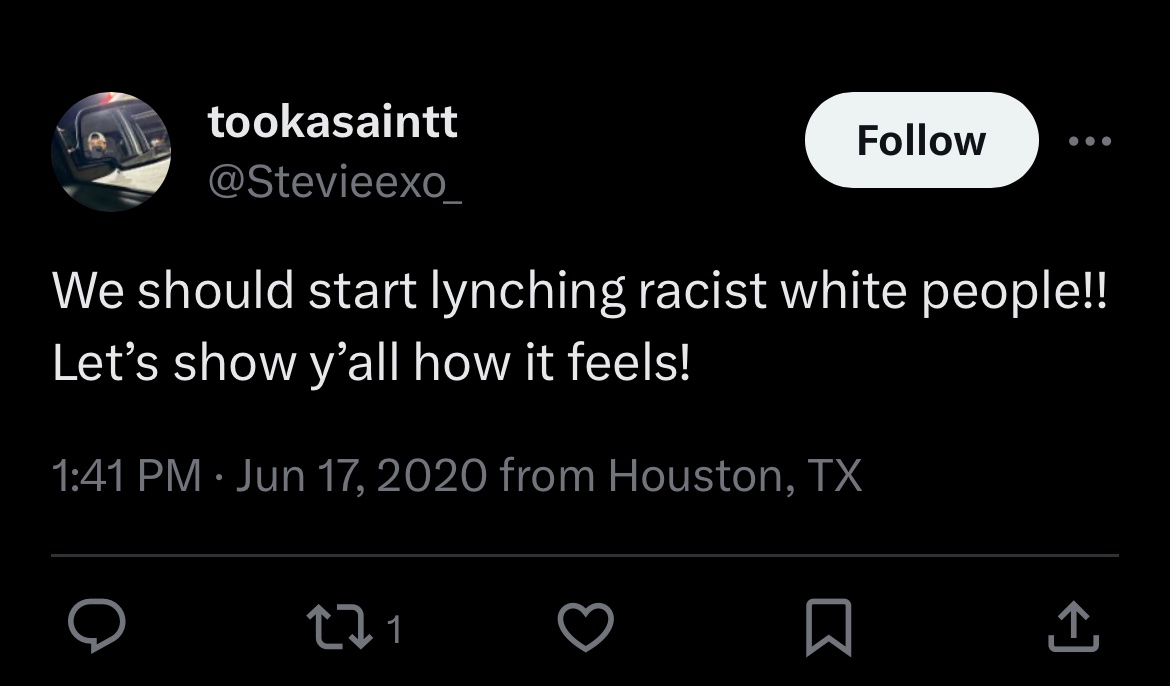 tookasaintt
@Stevieexo_
Follow
We should start lynching racist white people!!
Let’s show y’all how it feels!
1:41 PM · Jun 17, 2020 from Houston, TX
1